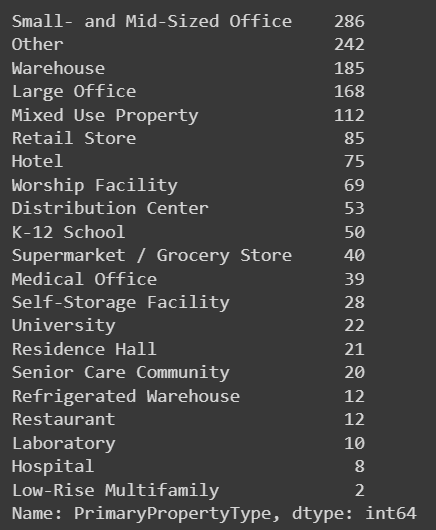 Small- and Mid-Sized Office    286
Other                          242
Warehouse                      185
Large Office                   168
Mixed Use Property             112
Retail Store                    85
Hotel                           75
Worship Facility                69
Distribution Center             53
K-12 School                     50
Supermarket / Grocery Store     40
Medical Office                  39
Self-Storage Facility           28
University                      22
Residence Hall                  21
Senior Care Community           20
Refrigerated Warehouse          12
Restaurant                      12
Laboratory                      10
Hospital                         8
Low-Rise Multifamily             2
Name: PrimaryPropertyType, dtype: int64